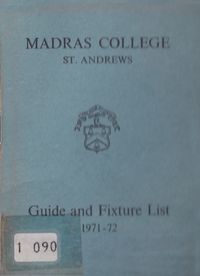 MADRAS COLLEGE
ST. ANDREWS
Guide and Fixture List
1971-72
1 090